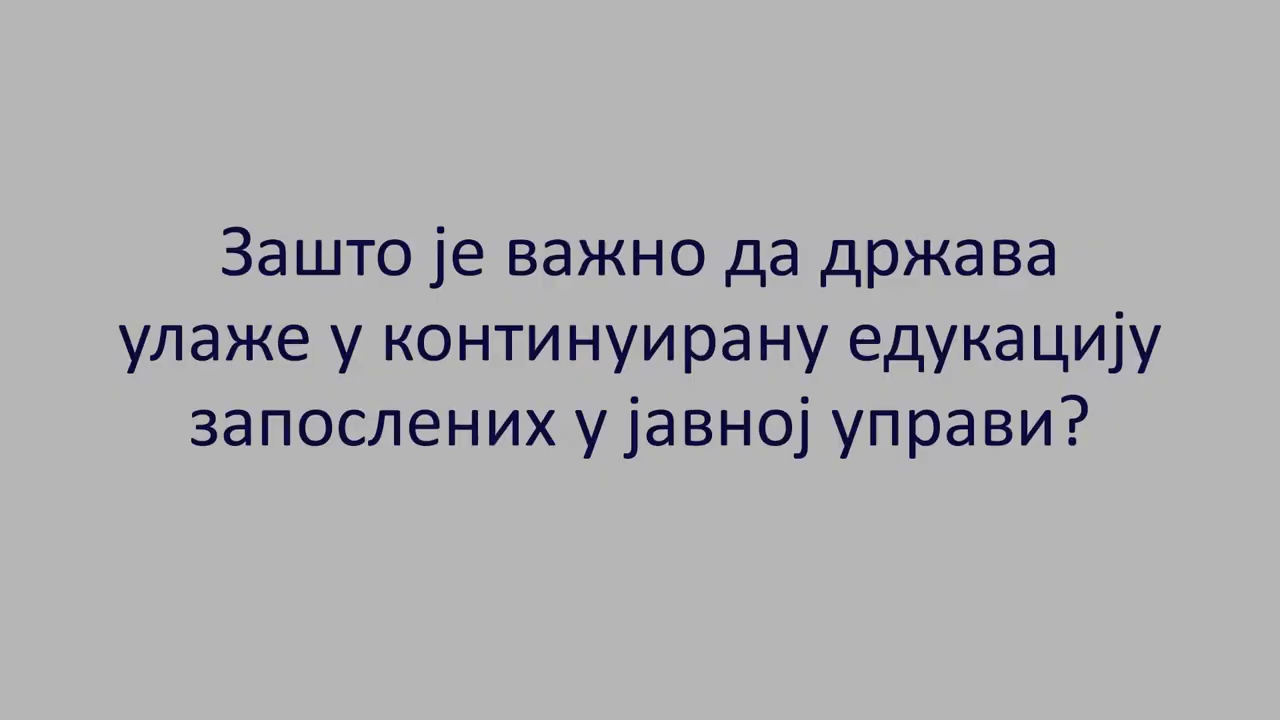 Зашто је важно да држава
улаже у континуирану едукацију
запослених у јавној управи?